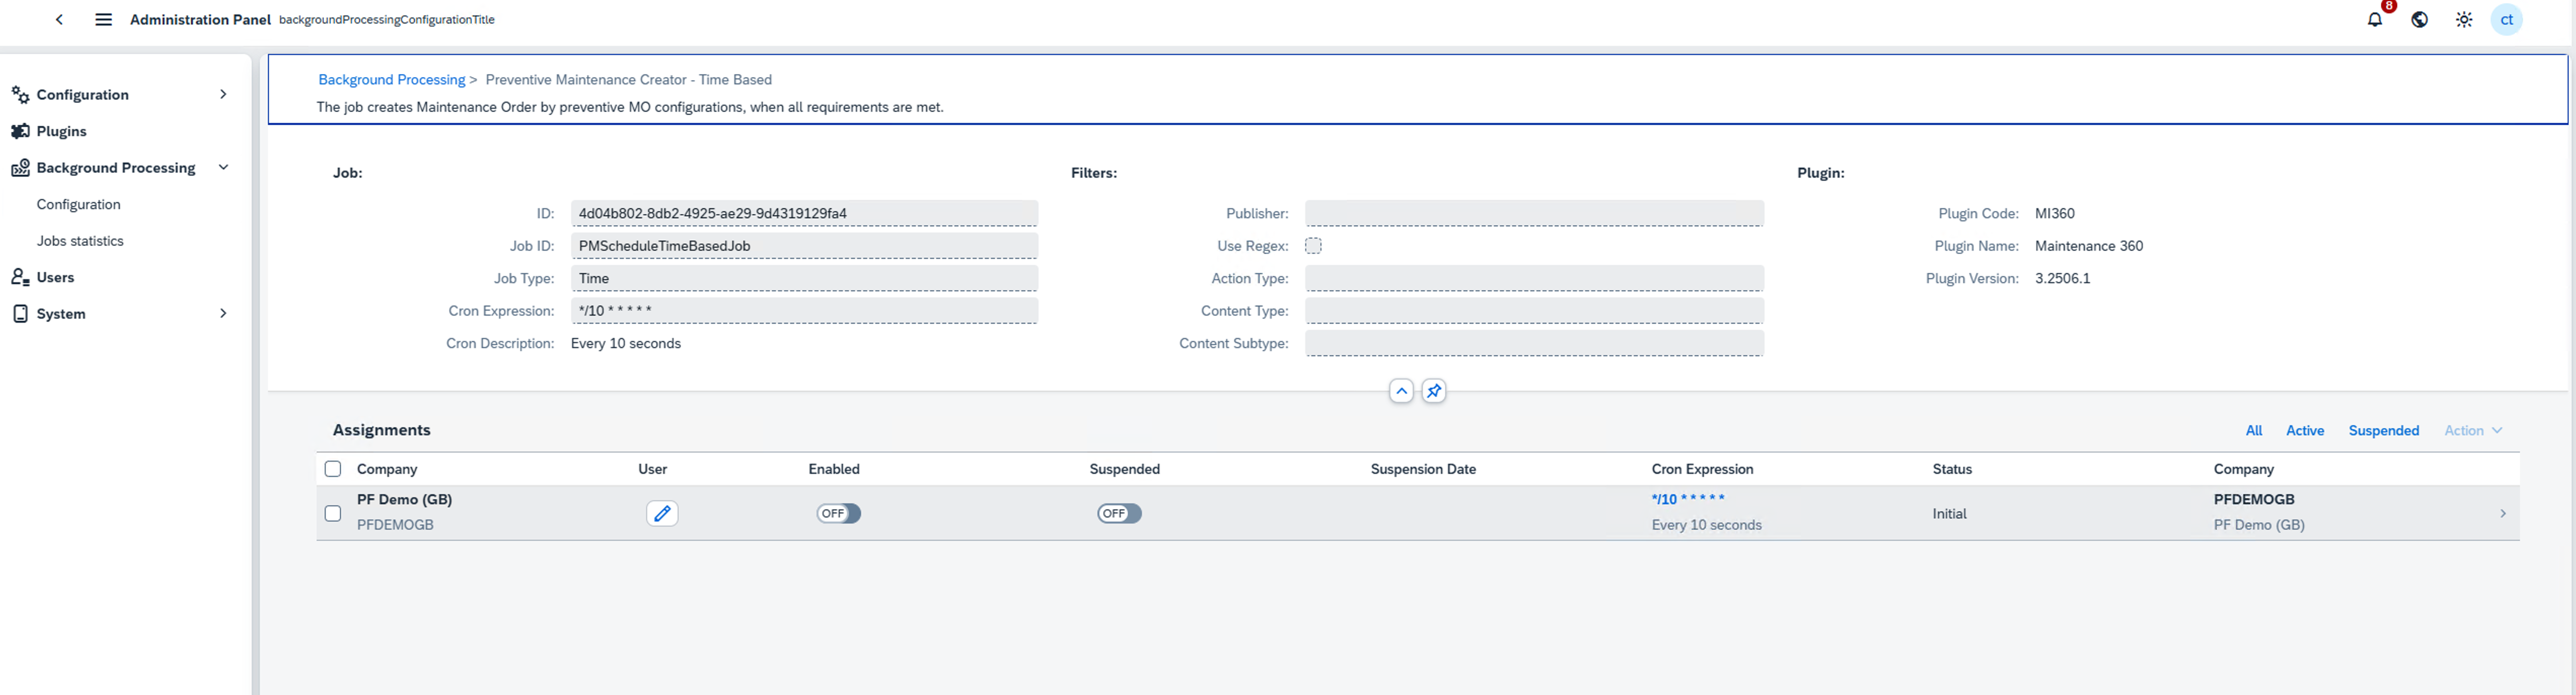 Administration Panel backgroundProcessingConfigurationTitle
8
ct
Configuration
Plugins
Background Processing
Configuration
Jobs statistics
Users
System
Background Processing > Preventive Maintenance Creator - Time Based
The job creates Maintenance Order by preventive MO configurations, when all requirements are met.
Job:
ID: 4d04b802-8db2-4925-ae29-9d4319129fa4
Job ID: PMScheduleTimeBasedJob
Job Type: Time
Cron Expression: */10 * * * * *
Cron Description: Every 10 seconds
Filters:
Publisher:
Use Regex:
Action Type:
Content Type:
Content Subtype:
Plugin:
Plugin Code: MI360
Plugin Name: Maintenance 360
Plugin Version: 3.2506.1
Assignments
All Active Suspended Action
Company User Enabled Suspended Suspension Date Cron Expression Status Company
PF Demo (GB) */10 * * * * * PFDEMOGB
OFF OFF Initial
PFDEMOGB Every 10 seconds PF Demo (GB)